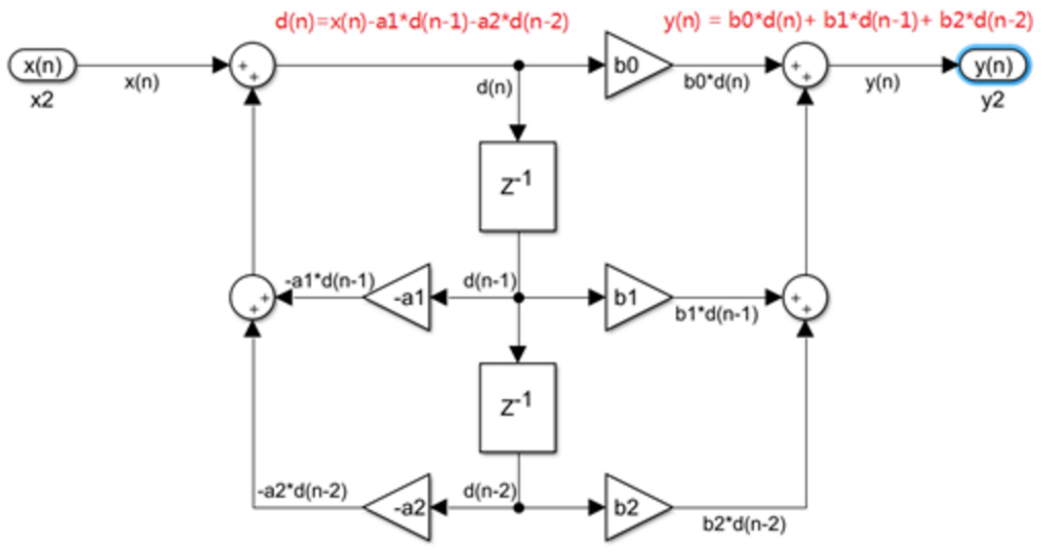 d(n)=x(n)-a1*d(n-1)-a2*d(n-2)
y(n) = b0*d(n)+ b1*d(n-1)+ b2*d(n-2)
x(n)
x2
x(n)
+
+
d(n)
b0
b0*d(n)
+
+
y(n)
y(n)
y2
Z-1
+
+
-a1*d(n-1)
-a1
d(n-1)
b1
b1*d(n-1)
+
+
Z-1
-a2*d(n-2)
-a2
d(n-2)
b2
b2*d(n-2)